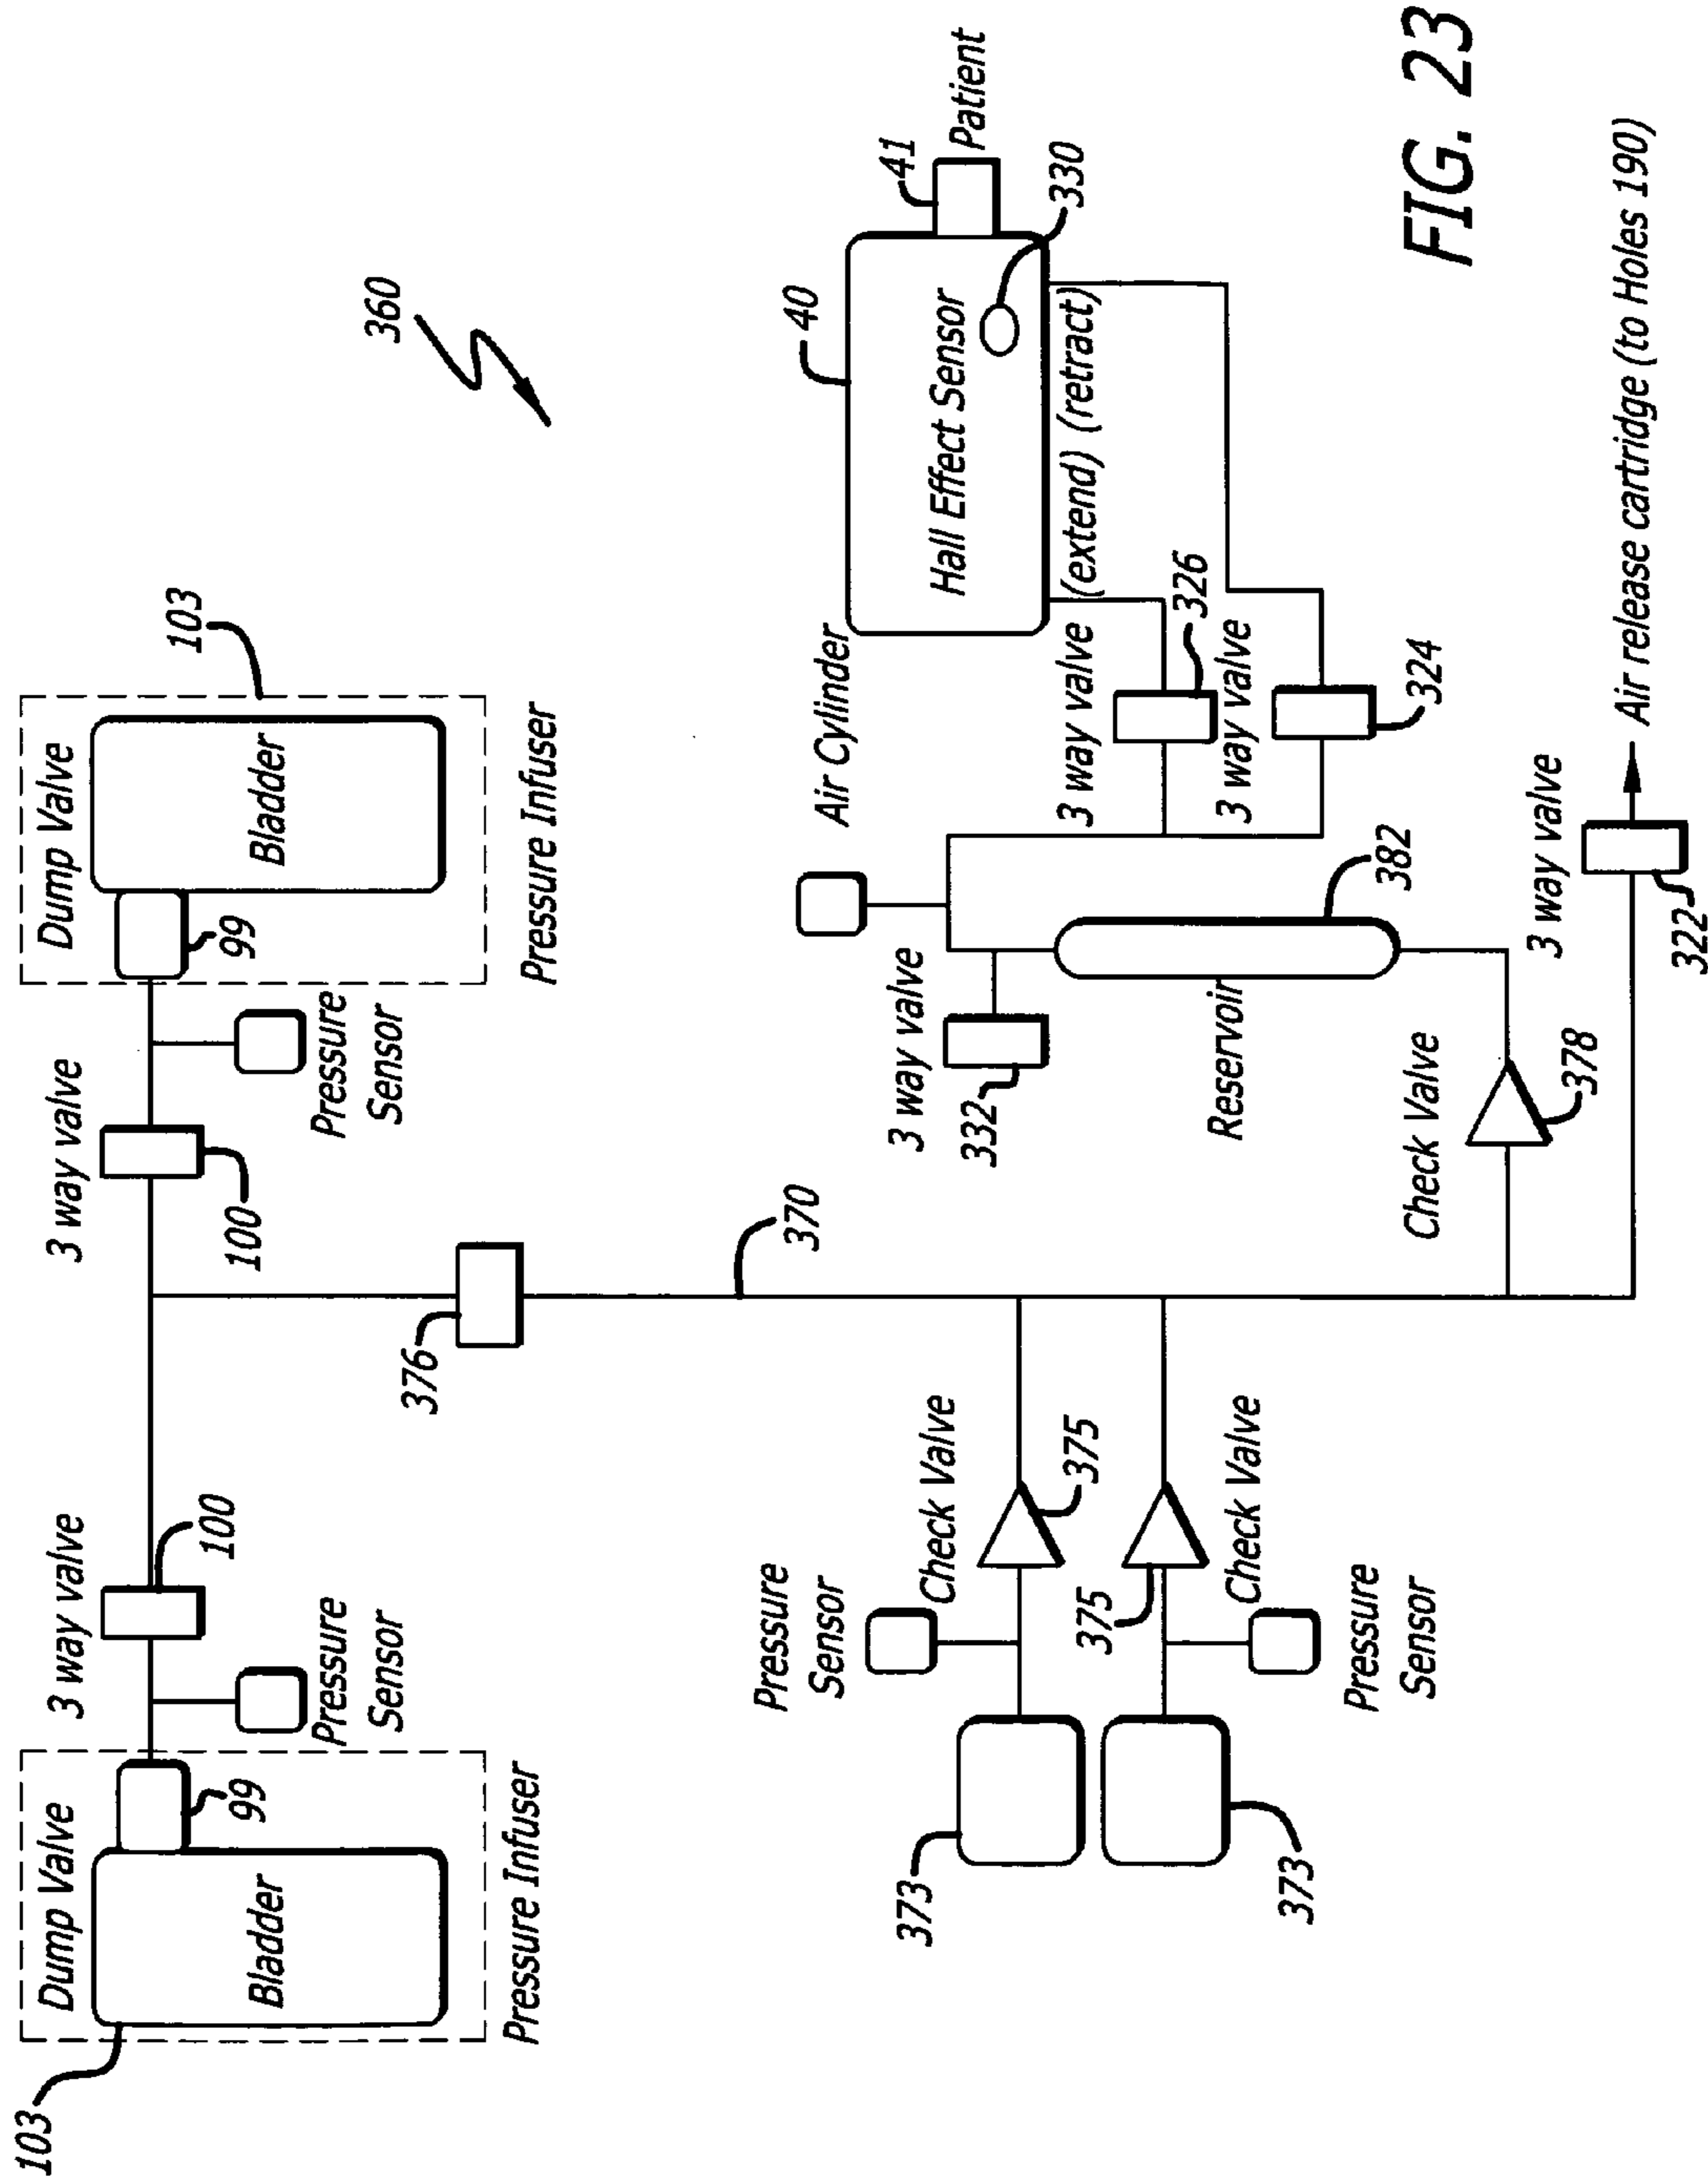 103
Dump Valve
Bladder
99
Pressure Infuser
3 way valve
100
Pressure
Sensor
376
3 way valve
100
Pressure
Sensor
Dump Valve
Bladder
99
103
Pressure Infuser
360
370
373
373
Pressure
Sensor
Check Valve
375
375
Check Valve
Pressure
Sensor
3 way valve
332
Reservoir
382
Check Valve
378
Air Cylinder
40
Hall Effect Sensor
330
41
Patient
(extend) (retract)
3 way valve
326
3 way valve
324
3 way valve
322
Air release cartridge (to Holes 190)
FIG. 23